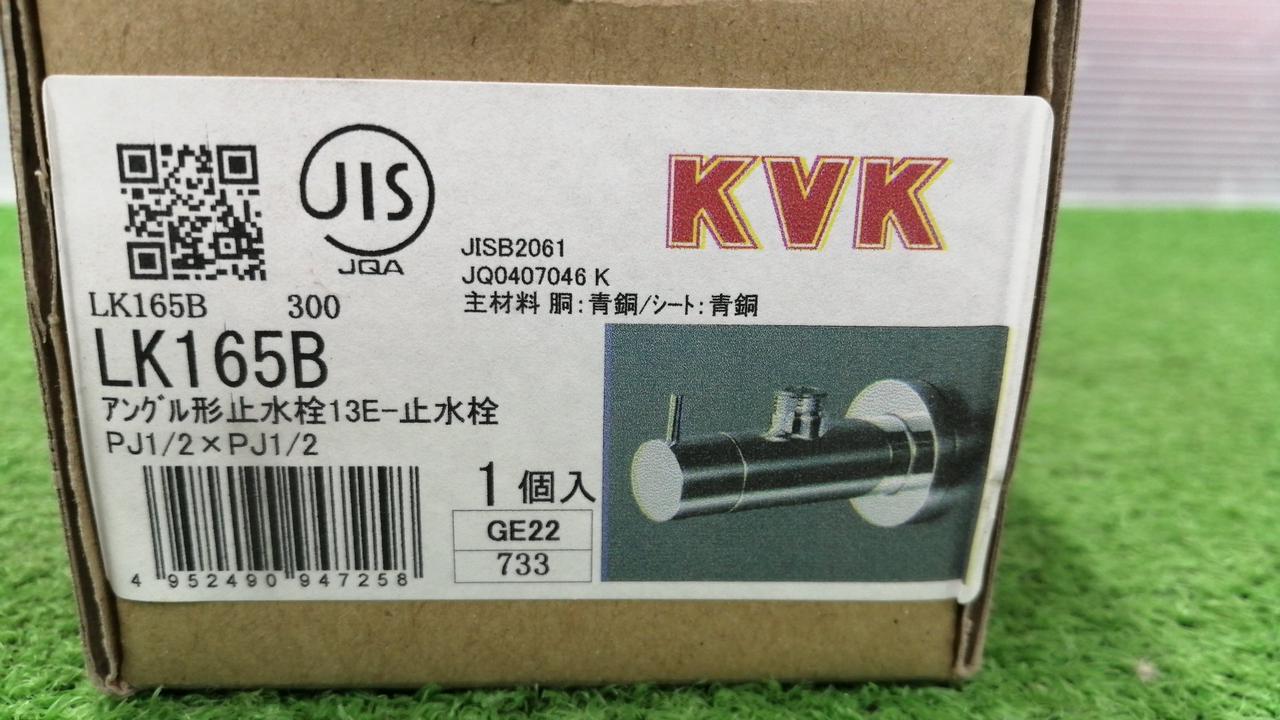 JIS
JQA
KVK
JISB2061
JQ0407046 K
主材料 胴:青銅/シート:青銅
LK165B 300
LK165B
アングル形止水栓13E-止水栓
PJ1/2×PJ1/2
1 個入
GE22
733
4 952490 947258